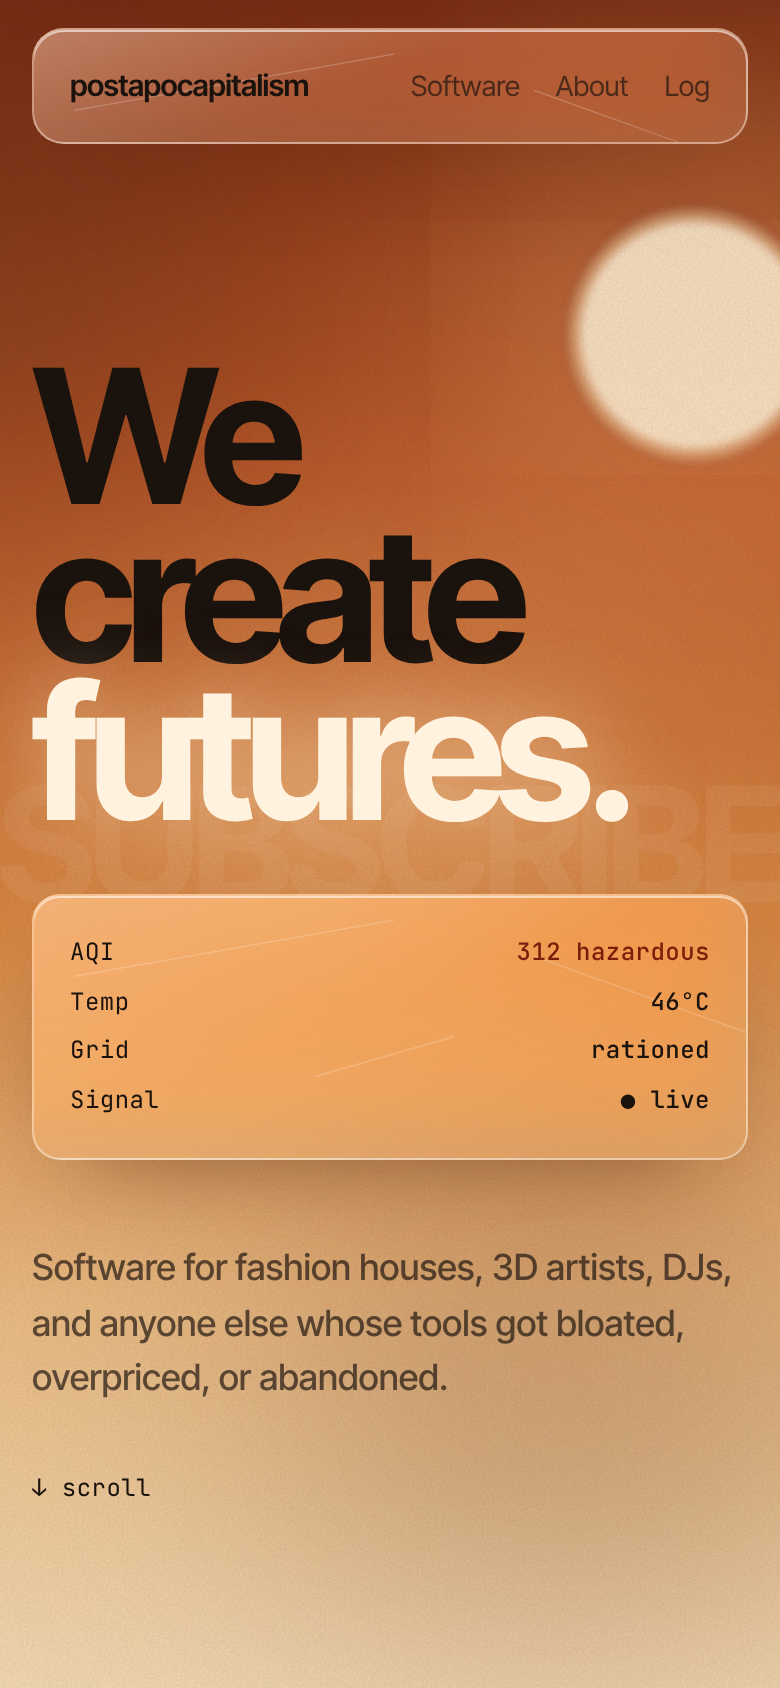 postapocapitalism Software About Log
We
create
futures.
SUBSCRIBE
AQI 312 hazardous
Temp 46°C
Grid rationed
Signal ● live
Software for fashion houses, 3D artists, DJs,
and anyone else whose tools got bloated,
overpriced, or abandoned.
↓ scroll